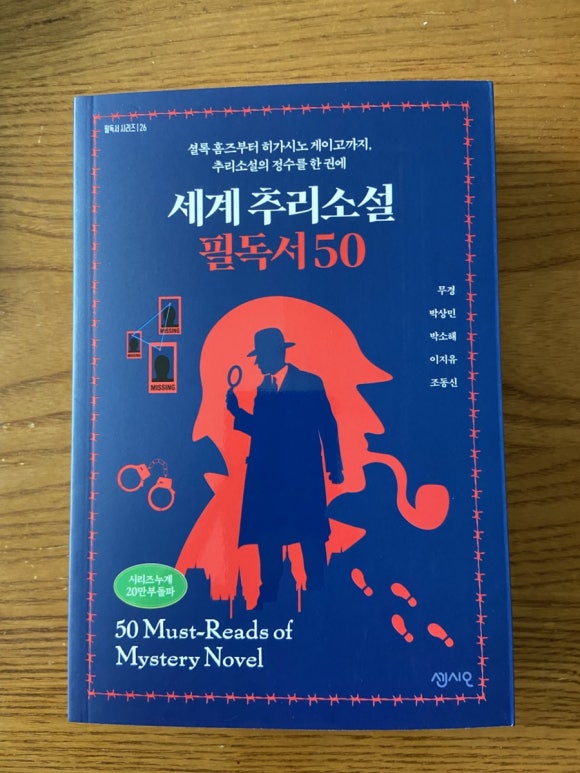 필독서 시리즈 | 26
셜록 홈즈부터 히가시노 게이고까지,
추리소설의 정수를 한 권에
세계 추리소설
필독서 50
무경
박상민
박소해
이지유
조동신
MISSING
MISSING
시리즈 누계
20만 부 돌파
50 Must-Reads of
Mystery Novel
센시오